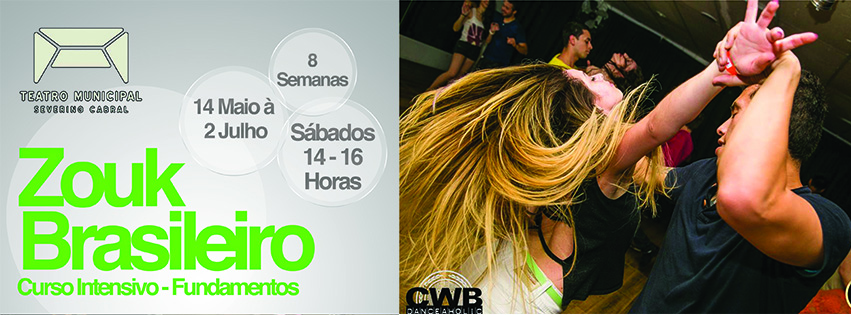 TEATRO MUNICIPAL
SEVERINO CABRAL
8
Semanas
14 Maio à
2 Julho
Sábados
14 - 16
Horas
Zouk
Brasileiro
Curso Intensivo - Fundamentos
CWB
DANCEAHOLIC